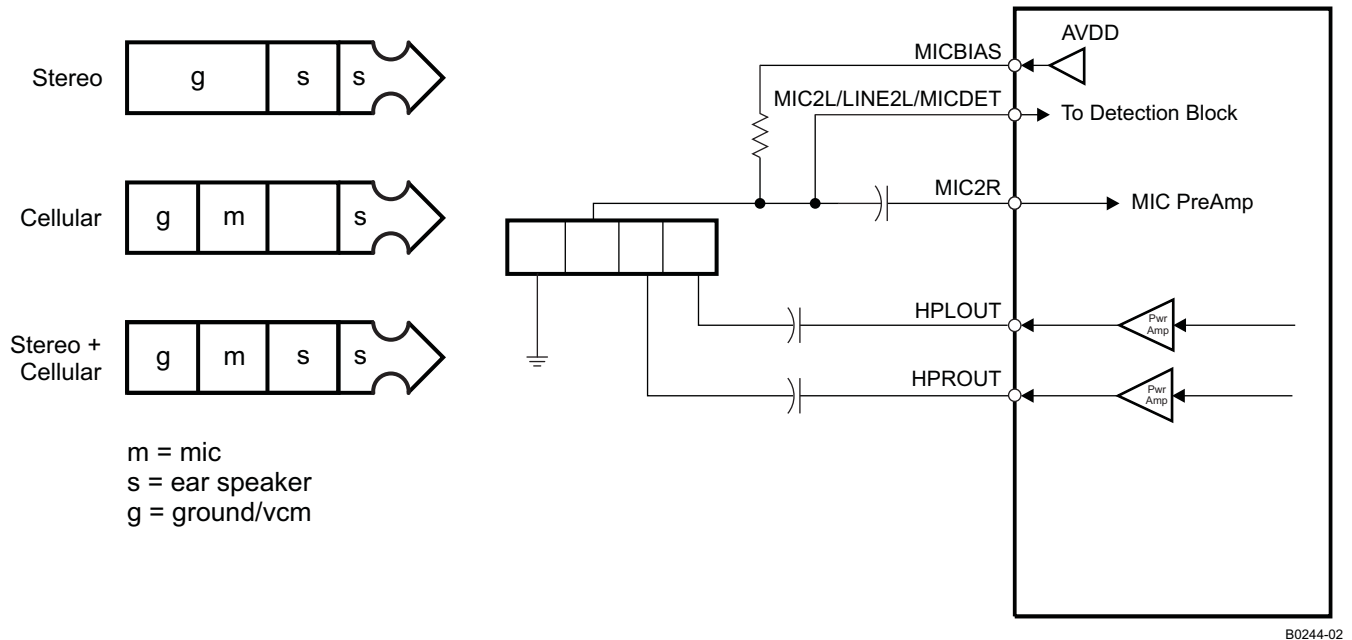 Stereo
g s s
Cellular
g m s
Stereo +
Cellular
g m s s
m = mic
s = ear speaker
g = ground/vcm
AVDD
MICBIAS
MIC2L/LINE2L/MICDET
To Detection Block
MIC2R
MIC PreAmp
HPLOUT
Pwr
Amp
HPROUT
Pwr
Amp
B0244-02